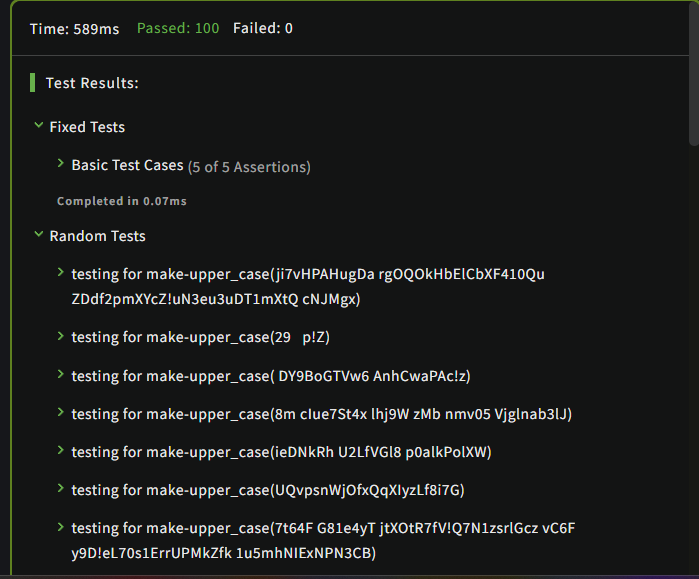 Time: 589ms Passed: 100 Failed: 0
Test Results:
Fixed Tests
Basic Test Cases (5 of 5 Assertions)
Completed in 0.07ms
Random Tests
testing for make-upper_case(ji7vHPAHugDa rgOQOkHbElCbXF410Qu
ZDdf2pmXYcZ!uN3eu3uDT1mXtQ cNJMgx)
testing for make-upper_case(29   p!Z)
testing for make-upper_case( DY9BoGTVw6 AnhCwaPAc!z)
testing for make-upper_case(8m cIue7St4x lhj9W zMb nmv05 Vjglnab3lJ)
testing for make-upper_case(ieDNkRh U2LfVGl8 p0alkPolXW)
testing for make-upper_case(UQvpsnWjOfxQqXIyzLf8i7G)
testing for make-upper_case(7t64F G81e4yT jtXOtR7fV!Q7N1zsrlGcz vC6F
y9D!eL70s1ErrUPMkZfk 1u5mhNIExNPN3CB)